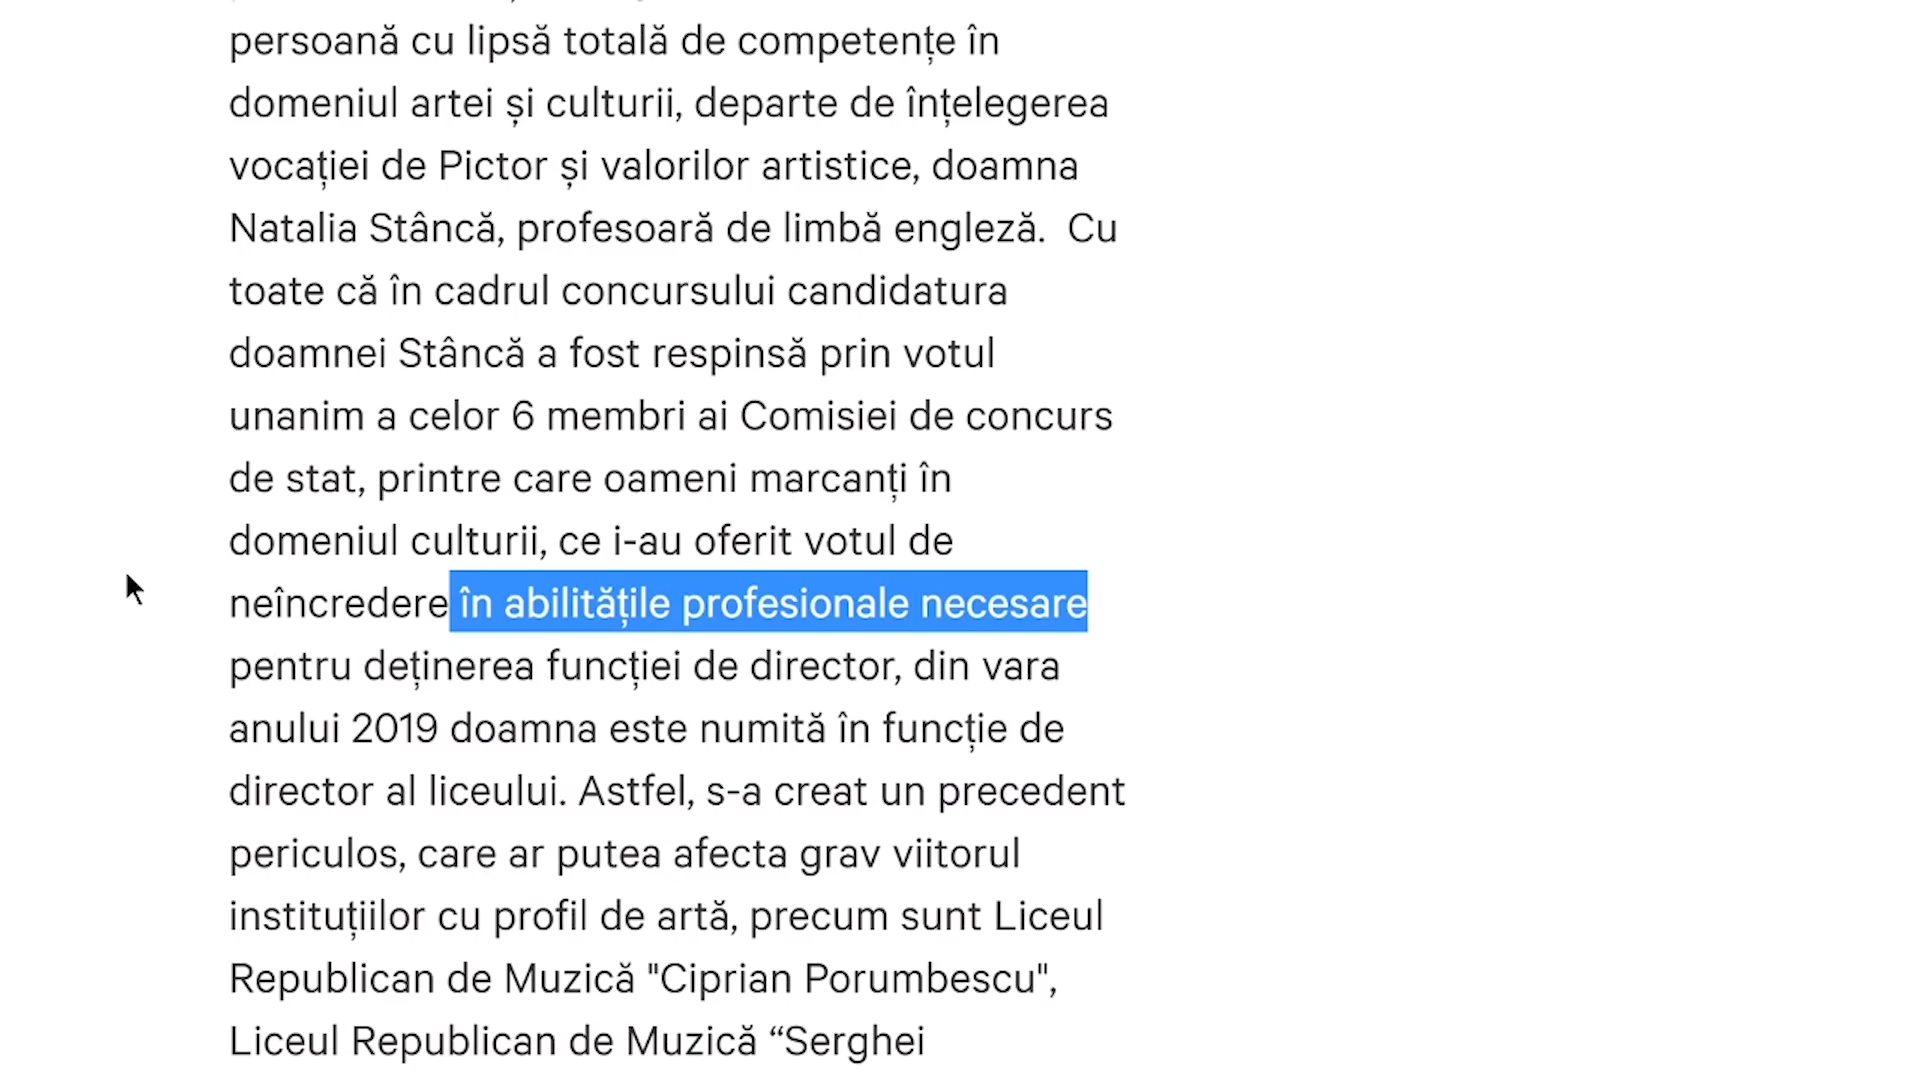 persoană cu lipsă totală de competențe în
domeniul artei și culturii, departe de înțelegerea
vocației de Pictor și valorilor artistice, doamna
Natalia Stâncă, profesoară de limbă engleză.  Cu
toate că în cadrul concursului candidatura
doamnei Stâncă a fost respinsă prin votul
unanim a celor 6 membri ai Comisiei de concurs
de stat, printre care oameni marcanți în
domeniul culturii, ce i-au oferit votul de
neîncredere în abilitățile profesionale necesare
pentru deținerea funcției de director, din vara
anului 2019 doamna este numită în funcție de
director al liceului. Astfel, s-a creat un precedent
periculos, care ar putea afecta grav viitorul
instituțiilor cu profil de artă, precum sunt Liceul
Republican de Muzică "Ciprian Porumbescu",
Liceul Republican de Muzică “Serghei